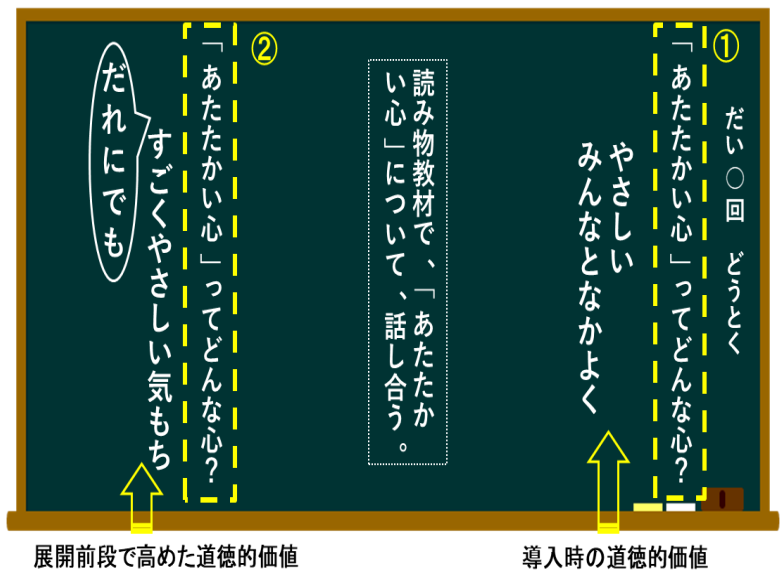 だい○回　どうとく
①
「あたたかい心」ってどんな心？
やさしい
みんなとなかよく
読み物教材で、「あたたか
い心」について、話し合う。
②
「あたたかい心」ってどんな心？
すごくやさしい気もち
だれにでも
導入時の道徳的価値
展開前段で高めた道徳的価値